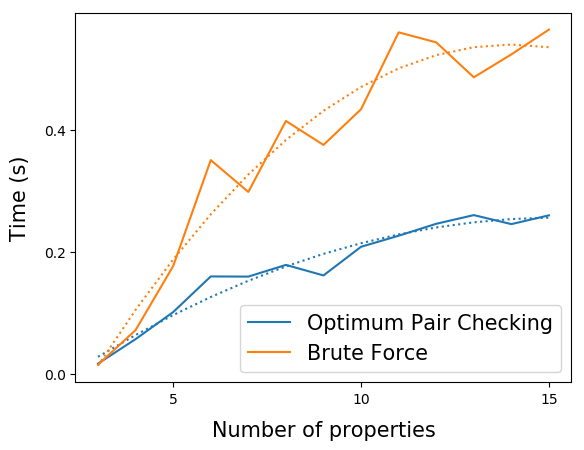 Time (s)
0.4
0.2
0.0
Optimum Pair Checking
Brute Force
5
10
15
Number of properties